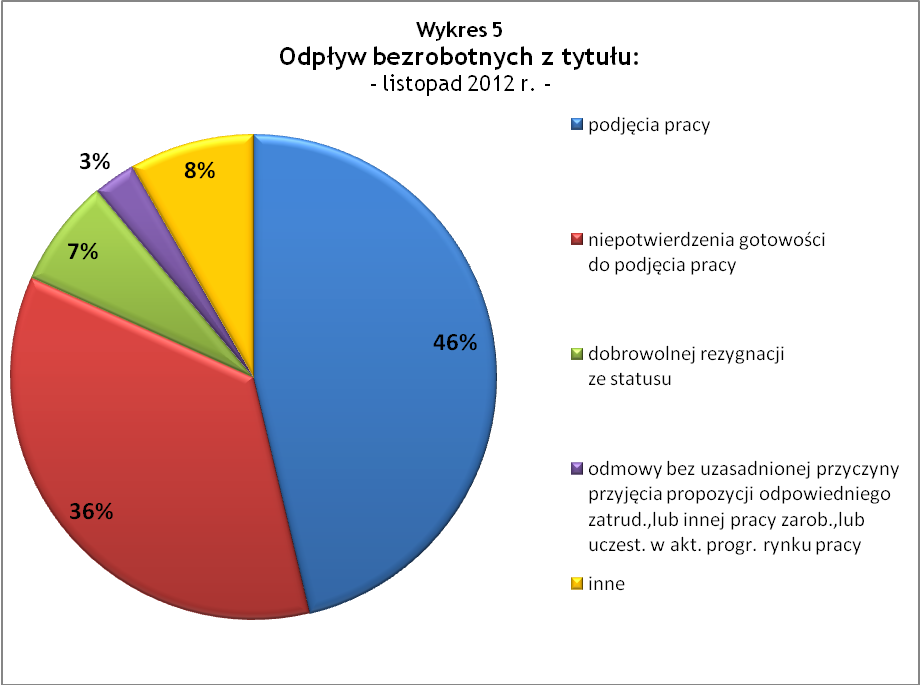 Wykres 5
Odpływ bezrobotnych z tytułu:
- listopad 2012 r. -
3%
8%
7%
46%
36%
podjęcia pracy
niepotwierdzenia gotowości
do podjęcia pracy
dobrowolnej rezygnacji
ze statusu
odmowy bez uzasadnionej przyczyny
przyjęcia propozycji odpowiedniego
zatrud.,lub innej pracy zarob.,lub
uczest. w akt. progr. rynku pracy
inne